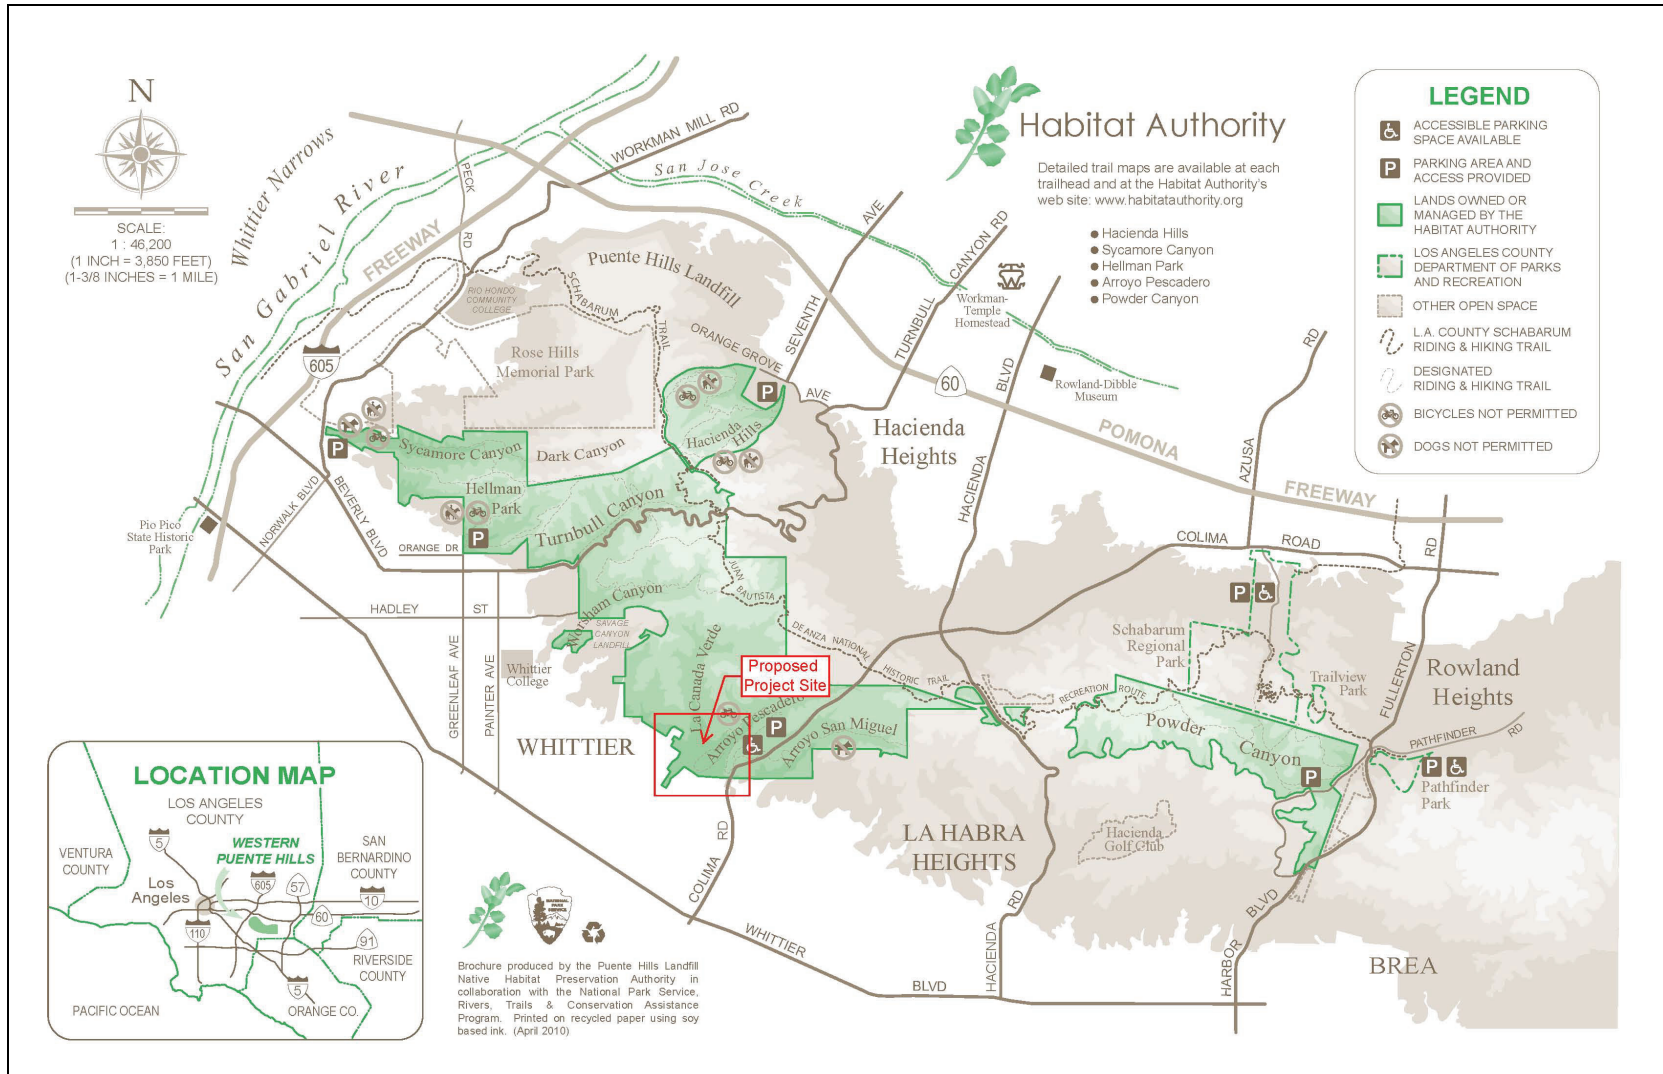 N
SCALE:
1 : 46,200
(1 INCH = 3,850 FEET)
(1-3/8 INCHES = 1 MILE)
Whittier Narrows
San Gabriel River
FREEWAY
605
PECK
RD
WORKMAN MILL RD
San Jose Creek
Habitat Authority
Detailed trail maps are available at each
trailhead and at the Habitat Authority's
web site: www.habitatauthority.org
Hacienda Hills
Sycamore Canyon
Hellman Park
Arroyo Pescadero
Powder Canyon
LEGEND
ACCESSIBLE PARKING
SPACE AVAILABLE
P
PARKING AREA AND
ACCESS PROVIDED
LANDS OWNED OR
MANAGED BY THE
HABITAT AUTHORITY
LOS ANGELES COUNTY
DEPARTMENT OF PARKS
AND RECREATION
OTHER OPEN SPACE
L.A. COUNTY SCHABARUM
RIDING & HIKING TRAIL
DESIGNATED
RIDING & HIKING TRAIL
BICYCLES NOT PERMITTED
DOGS NOT PERMITTED
Puente Hills Landfill
RIO HONDO
COMMUNITY
COLLEGE
SCHABARUM
TRAIL
Rose Hills
Memorial Park
ORANGE GROVE
AVE
SEVENTH
AVE
TURNBULL
CANYON RD
Workman-
Temple
Homestead
Rowland-Dibble
Museum
60
POMONA
FREEWAY
HACIENDA
BLVD
AZUSA
RD
Hacienda
Heights
P
Hacienda
Hills
P
Sycamore Canyon
Dark Canyon
Hellman
Park
P
Turnbull Canyon
Pio Pico
State Historic
Park
NORWALK BLVD
BEVERLY BLVD
ORANGE DR
HADLEY
ST
GREENLEAF AVE
PAINTER AVE
Worsham Canyon
SAVAGE
CANYON
LANDFILL
Whittier
College
JUAN
BAUTISTA
DEANZA NATIONAL
HISTORIC TRAIL
RECREATION ROUTE
COLIMA
ROAD
P
Schabarum
Regional
Park
Trailview
Park
FULLERTON
RD
Rowland
Heights
La Canada Verde
Proposed
Project Site
Arroyo Pescadero
P
Arroyo San Miguel
WHITTIER
Powder
Canyon
P
PATHFINDER
RD
P
Pathfinder
Park
LA HABRA
HEIGHTS
Hacienda
Golf Club
COLIMA
RD
WHITTIER
BLVD
HACIENDA
RD
HARBOR
BLVD
BREA
LOCATION MAP
LOS ANGELES
COUNTY
VENTURA
COUNTY
5
WESTERN
PUENTE HILLS
SAN
BERNARDINO
COUNTY
Los
Angeles
605
57
10
60
110
91
RIVERSIDE
COUNTY
5
PACIFIC OCEAN
ORANGE CO.
NATIONAL
PARK
SERVICE
Brochure produced by the Puente Hills Landfill
Native Habitat Preservation Authority in
collaboration with the National Park Service,
Rivers, Trails & Conservation Assistance
Program. Printed on recycled paper using soy
based ink. (April 2010)